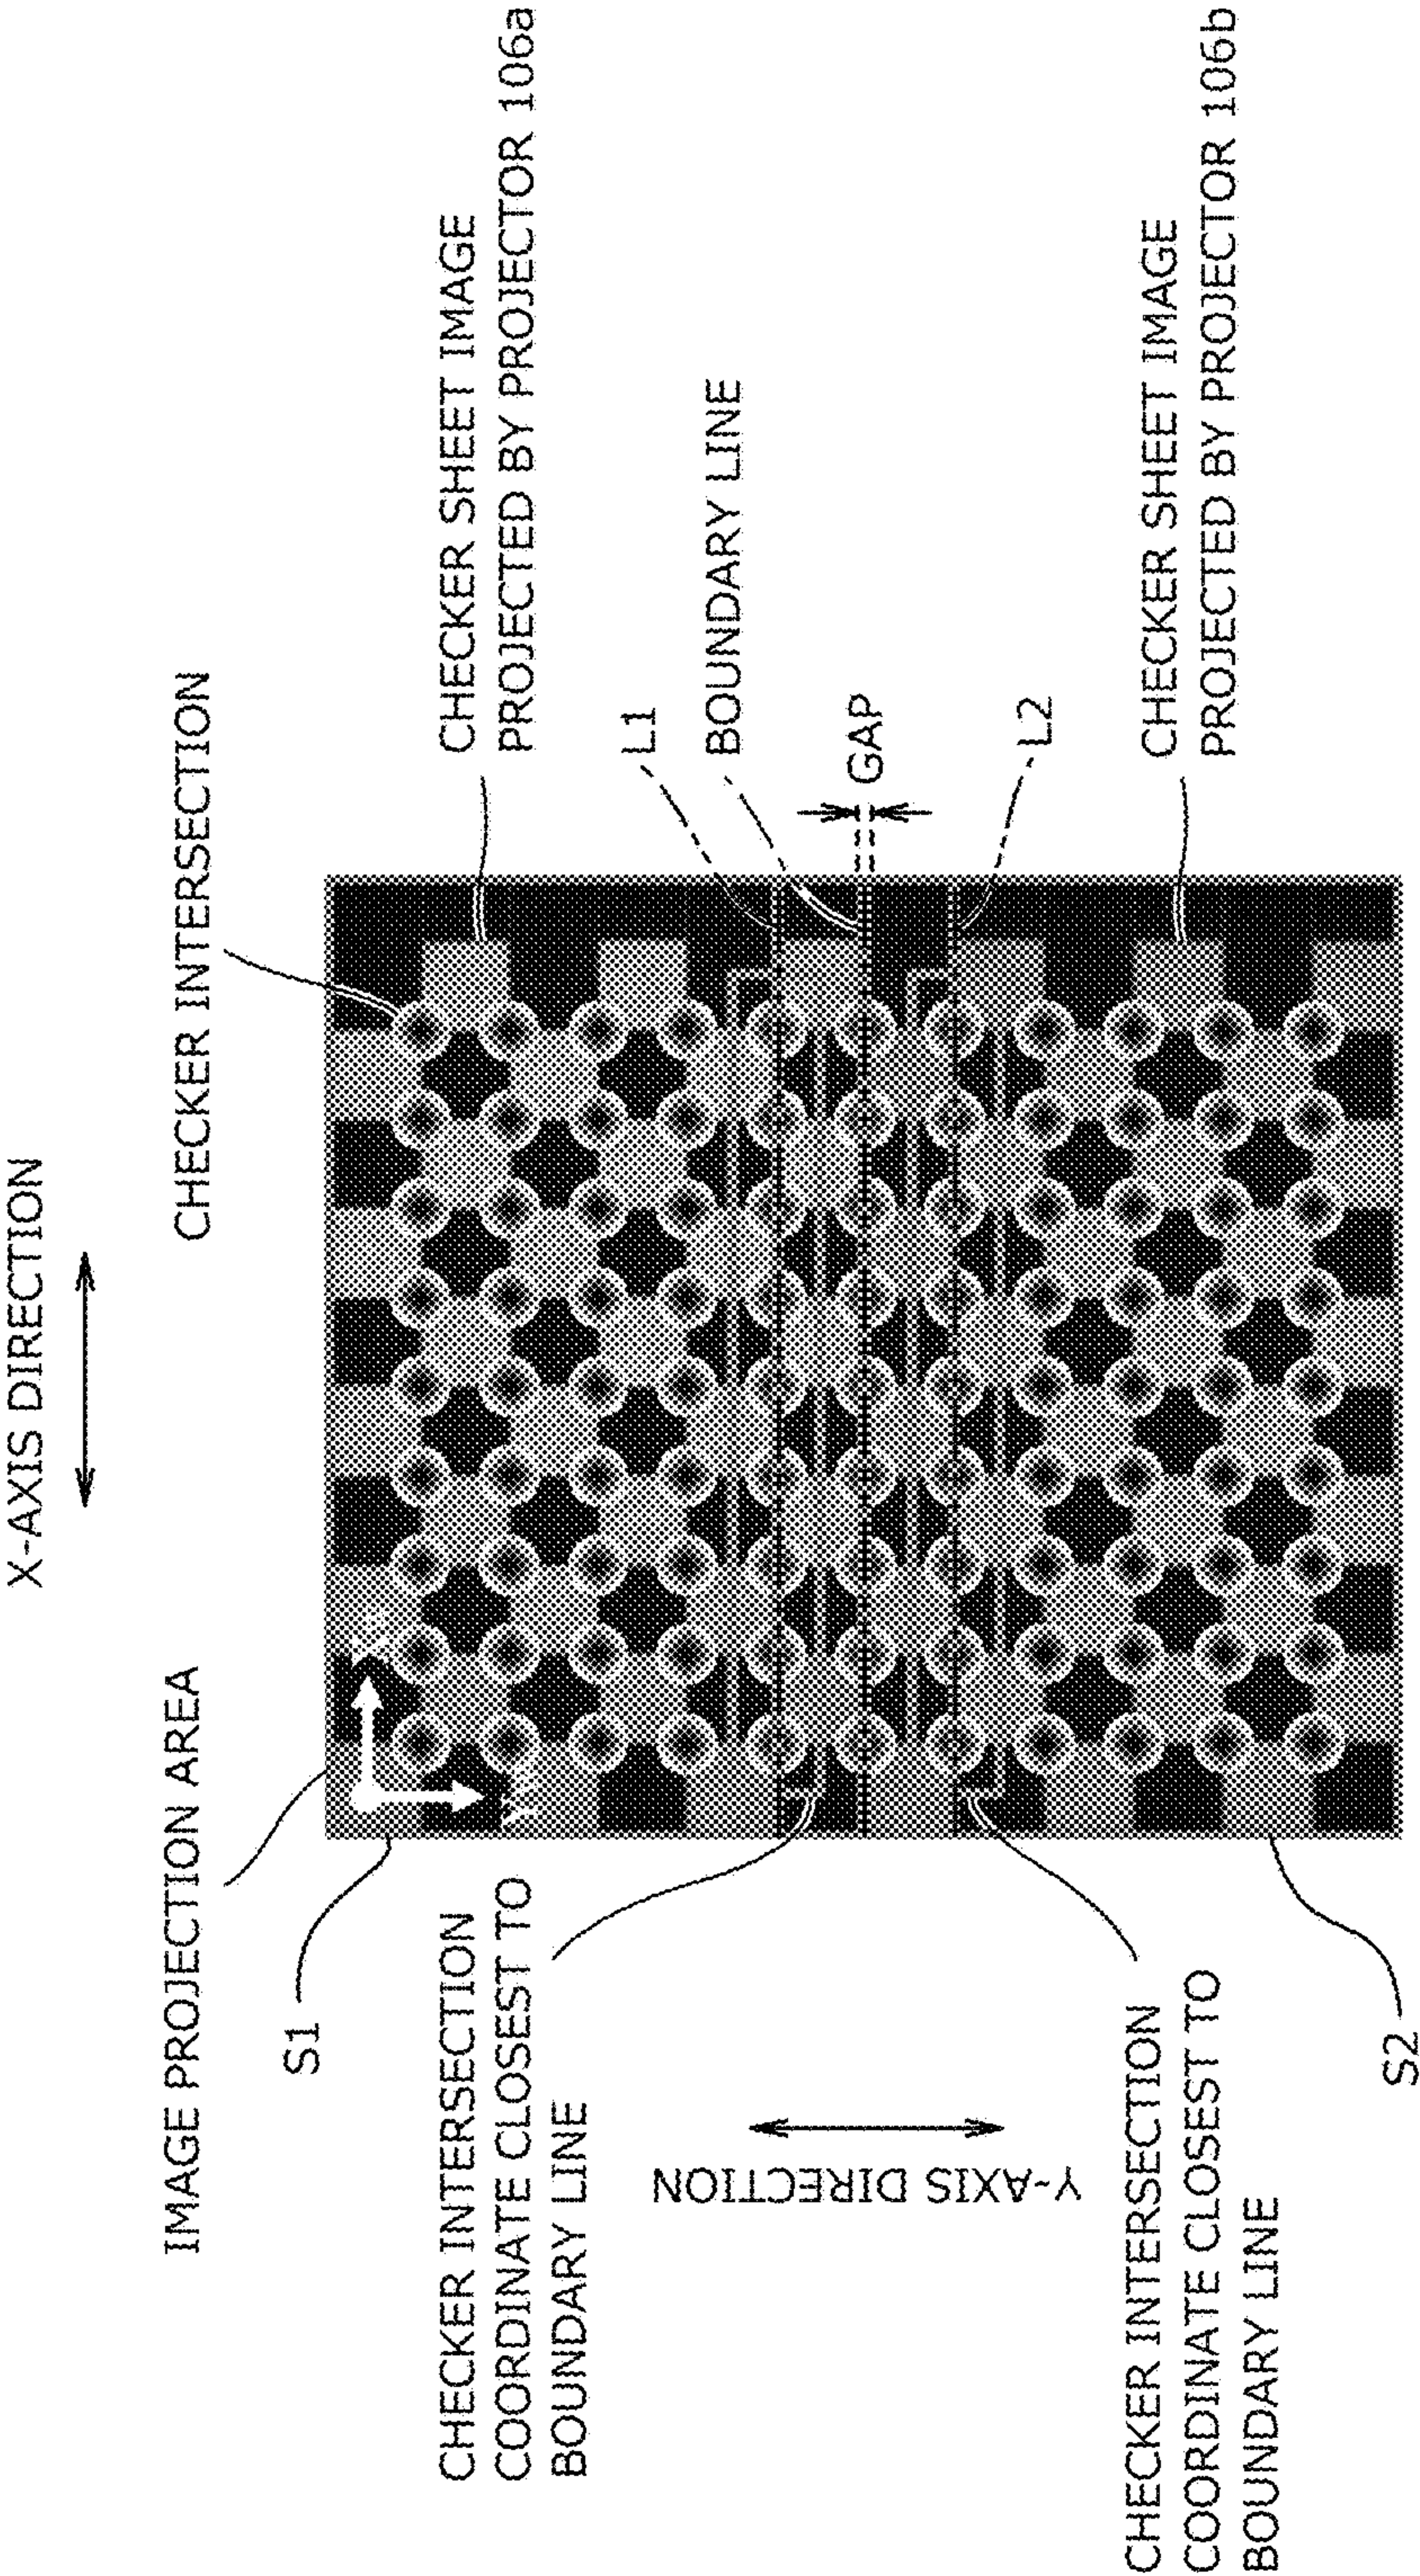 X-AXIS DIRECTION
IMAGE PROJECTION AREA
CHECKER INTERSECTION
S1
CHECKER INTERSECTION
COORDINATE CLOSEST TO
BOUNDARY LINE
CHECKER SHEET IMAGE
PROJECTED BY PROJECTOR 106a
L1
BOUNDARY LINE
Y-AXIS DIRECTION
GAP
L2
CHECKER INTERSECTION
COORDINATE CLOSEST TO
BOUNDARY LINE
CHECKER SHEET IMAGE
PROJECTED BY PROJECTOR 106b
S2